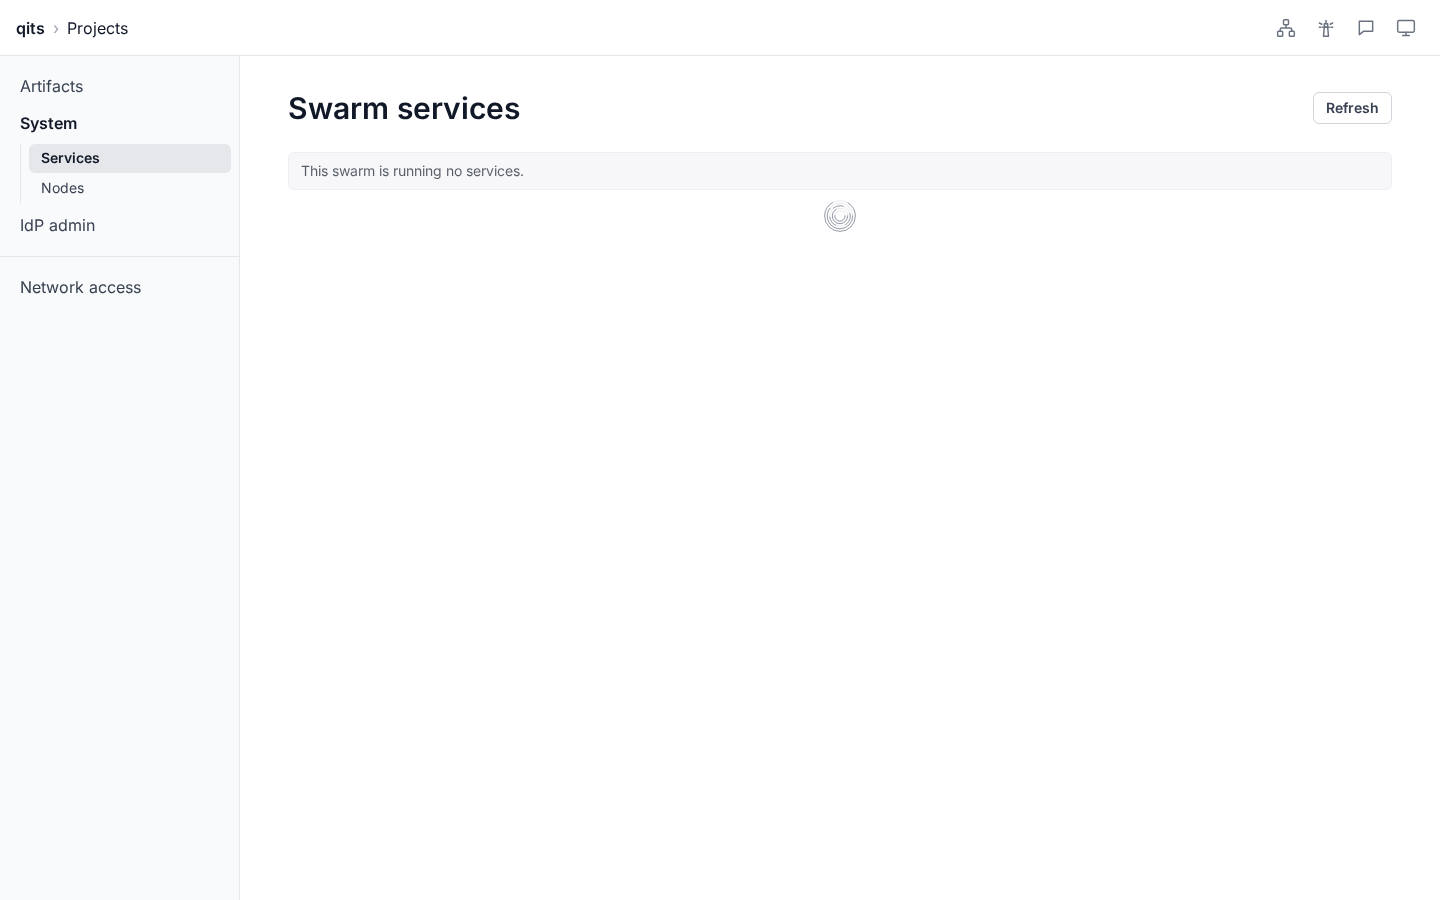 qits › Projects
Artifacts
System
Services
Nodes
IdP admin
Network access
Swarm services
Refresh
This swarm is running no services.